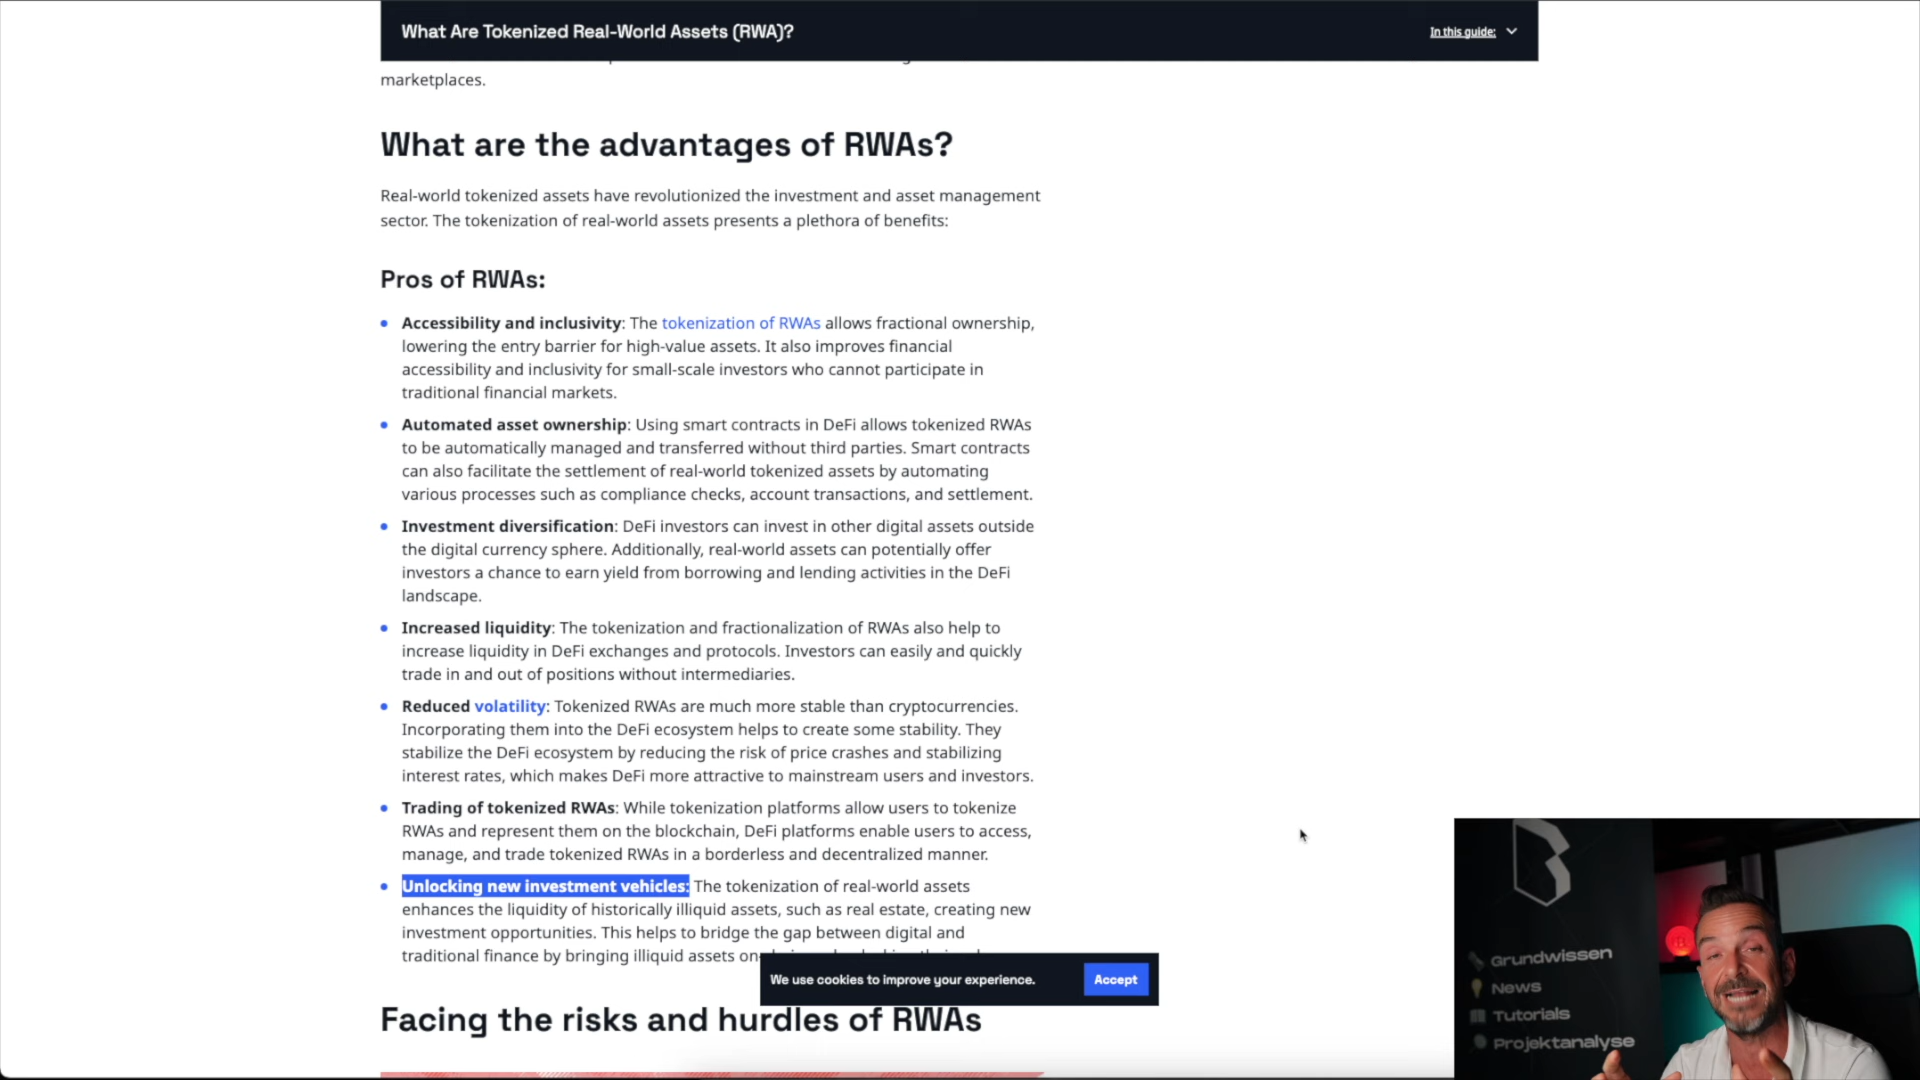 What Are Tokenized Real-World Assets (RWA)?
In this guide:
marketplaces.
What are the advantages of RWAs?
Real-world tokenized assets have revolutionized the investment and asset management
sector. The tokenization of real-world assets presents a plethora of benefits:
Pros of RWAs:
Accessibility and inclusivity: The tokenization of RWAs allows fractional ownership,
lowering the entry barrier for high-value assets. It also improves financial
accessibility and inclusivity for small-scale investors who cannot participate in
traditional financial markets.
Automated asset ownership: Using smart contracts in DeFi allows tokenized RWAs
to be automatically managed and transferred without third parties. Smart contracts
can also facilitate the settlement of real-world tokenized assets by automating
various processes such as compliance checks, account transactions, and settlement.
Investment diversification: DeFi investors can invest in other digital assets outside
the digital currency sphere. Additionally, real-world assets can potentially offer
investors a chance to earn yield from borrowing and lending activities in the DeFi
landscape.
Increased liquidity: The tokenization and fractionalization of RWAs also help to
increase liquidity in DeFi exchanges and protocols. Investors can easily and quickly
trade in and out of positions without intermediaries.
Reduced volatility: Tokenized RWAs are much more stable than cryptocurrencies.
Incorporating them into the DeFi ecosystem helps to create some stability. They
stabilize the DeFi ecosystem by reducing the risk of price crashes and stabilizing
interest rates, which makes DeFi more attractive to mainstream users and investors.
Trading of tokenized RWAs: While tokenization platforms allow users to tokenize
RWAs and represent them on the blockchain, DeFi platforms enable users to access,
manage, and trade tokenized RWAs in a borderless and decentralized manner.
Unlocking new investment vehicles: The tokenization of real-world assets
enhances the liquidity of historically illiquid assets, such as real estate, creating new
investment opportunities. This helps to bridge the gap between digital and
traditional finance by bringing illiquid assets on-
We use cookies to improve your experience.
Accept
Facing the risks and hurdles of RWAs
Grundwissen
News
Tutorials
Projektanalyse